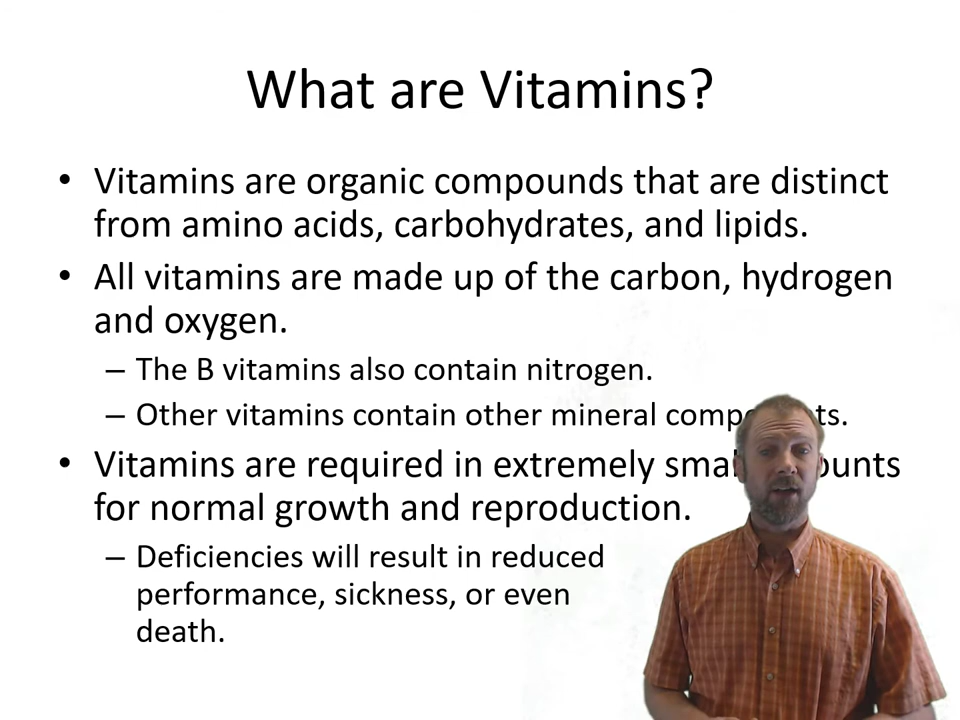 What are Vitamins?
• Vitamins are organic compounds that are distinct
from amino acids, carbohydrates, and lipids.
• All vitamins are made up of the carbon, hydrogen
and oxygen.
– The B vitamins also contain nitrogen.
– Other vitamins contain other mineral
• Vitamins are required in extremely
for normal growth and reproduction.
– Deficiencies will result in reduced
performance, sickness, or even
death.